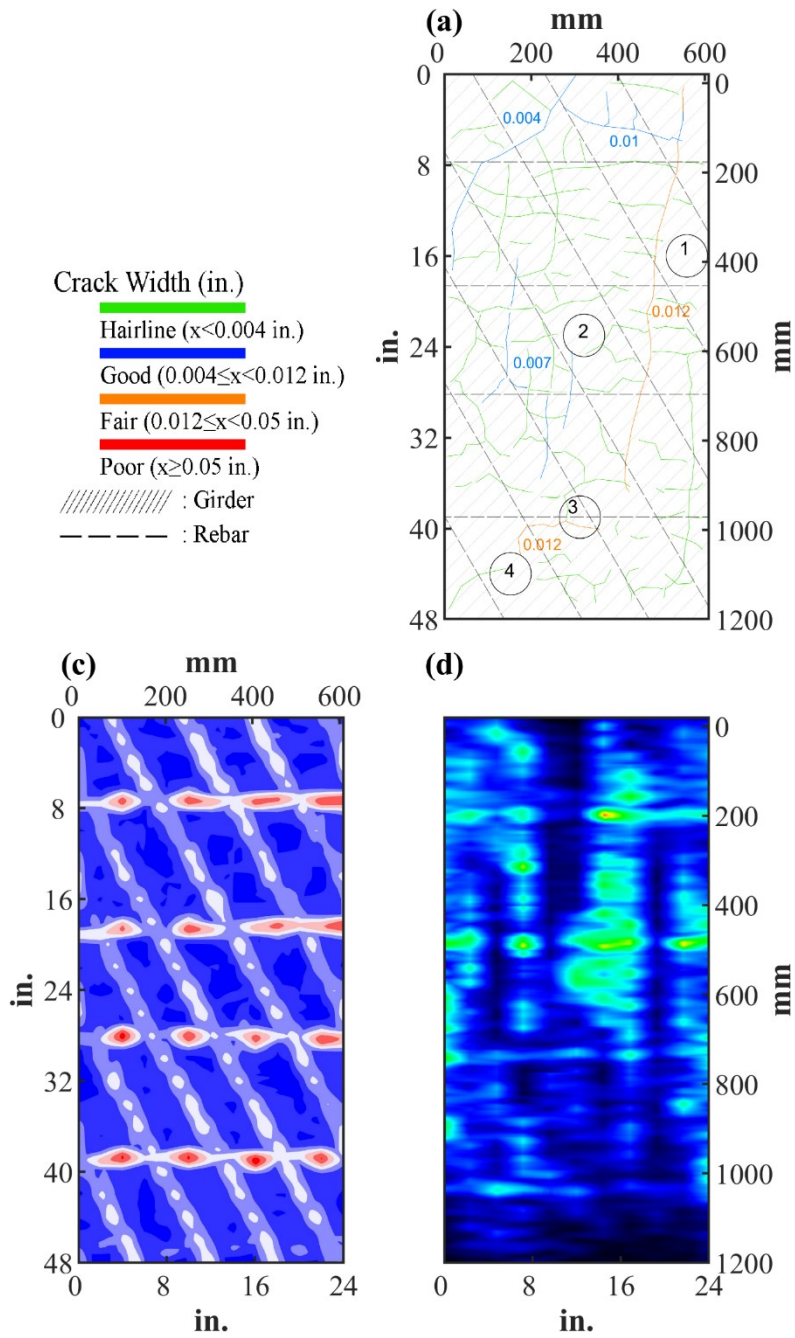 (a)
mm
0 200 400 600
0
8
16
24
32
40
48
in.
0
200
400
600
800
1000
1200
mm
0.004
0.01
0.012
0.007
0.012
1
2
3
4
Crack Width (in.)
Hairline (x<0.004 in.)
Good (0.004≤x<0.012 in.)
Fair (0.012≤x<0.05 in.)
Poor (x≥0.05 in.)
: Girder
: Rebar
(c)
mm
0 200 400 600
0
8
16
24
32
40
48
in.
0 8 16 24
in.
(d)
0
200
400
600
800
1000
1200
mm
0 8 16 24
in.